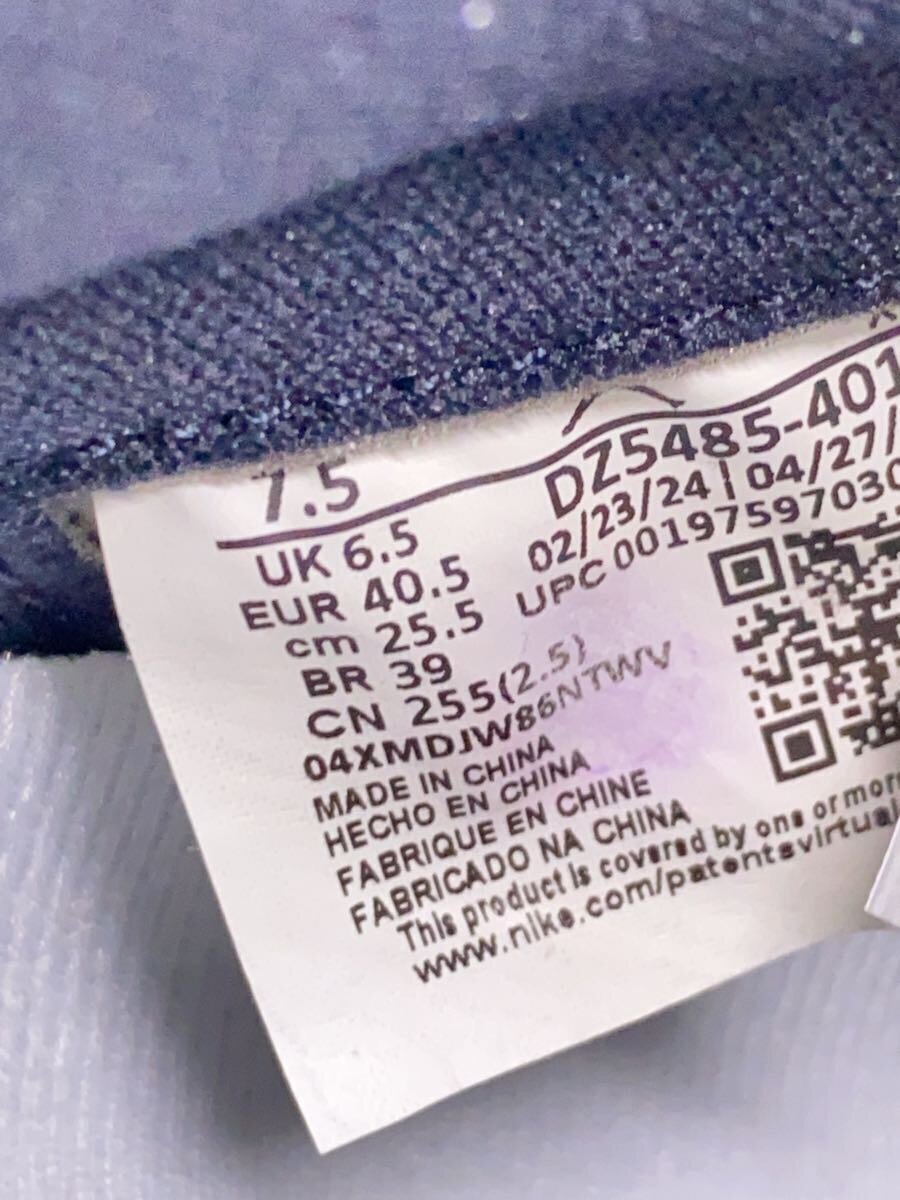 7.5
UK 6.5
EUR 40.5
cm 25.5
BR 39
CN 255(2.5)
04XMDJW86NTWV
MADE IN CHINA
HECHO EN CHINA
FABRIQUE EN CHINE
FABRICADO NA CHINA
This product is covered by one or more
www.nike.com/patentsvirtual
DZ5485-401
02/23/24 | 04/27/
UPC 00197597030